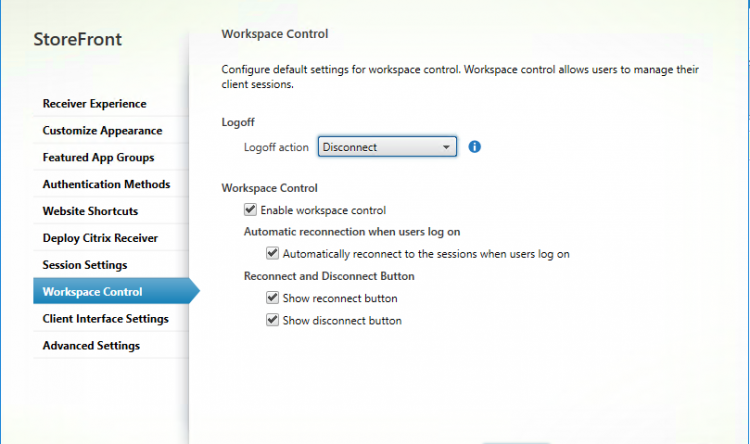 StoreFront
Receiver Experience
Customize Appearance
Featured App Groups
Authentication Methods
Website Shortcuts
Deploy Citrix Receiver
Session Settings
Workspace Control
Client Interface Settings
Advanced Settings
Workspace Control
Configure default settings for workspace control. Workspace control allows users to manage their
client sessions.
Logoff
Logoff action Disconnect
Workspace Control
Enable workspace control
Automatic reconnection when users log on
Automatically reconnect to the sessions when users log on
Reconnect and Disconnect Button
Show reconnect button
Show disconnect button